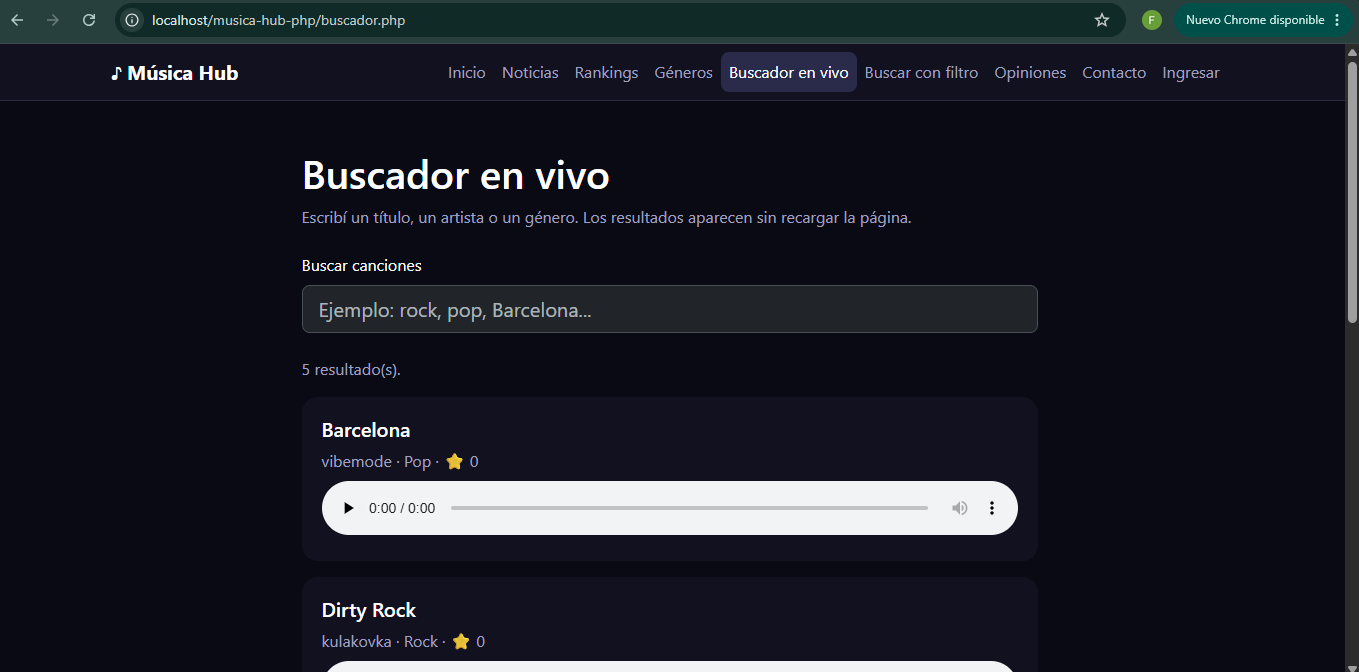 localhost/musica-hub-php/buscador.php
F
Nuevo Chrome disponible
♪ Música Hub
Inicio Noticias Rankings Géneros Buscador en vivo Buscar con filtro Opiniones Contacto Ingresar
Buscador en vivo
Escribí un título, un artista o un género. Los resultados aparecen sin recargar la página.
Buscar canciones
Ejemplo: rock, pop, Barcelona...
5 resultado(s).
Barcelona
vibemode · Pop · ⭐ 0
0:00 / 0:00
Dirty Rock
kulakovka · Rock · ⭐ 0